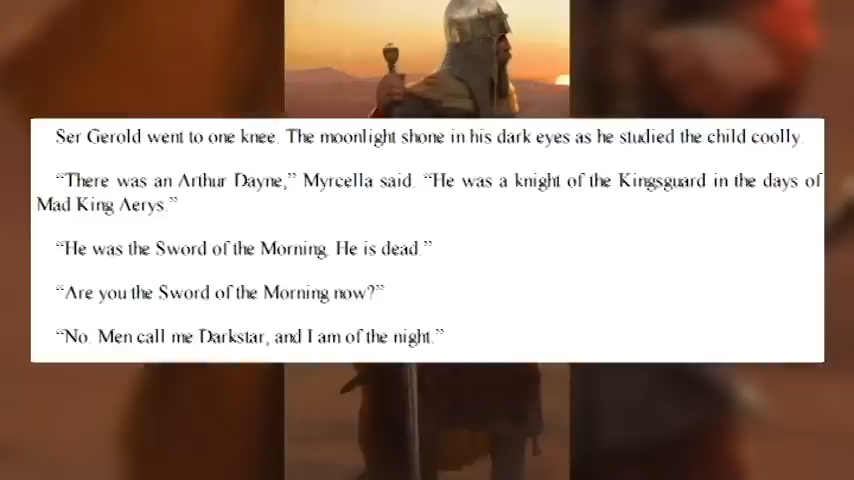 Ser Gerold went to one knee. The moonlight shone in his dark eyes as he studied the child coolly.
“There was an Arthur Dayne,” Myrcella said. “He was a knight of the Kingsguard in the days of
Mad King Aerys.”
“He was the Sword of the Morning. He is dead.”
“Are you the Sword of the Morning now?”
“No. Men call me Darkstar, and I am of the night.”